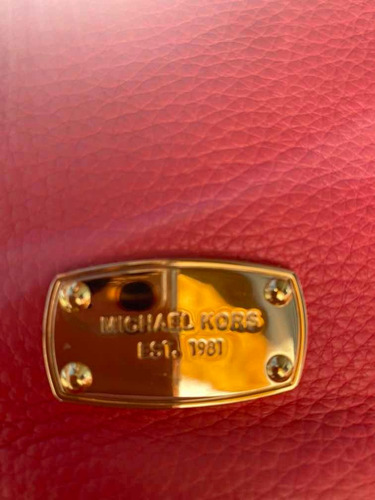 MICHAEL KORS
EST. 1981